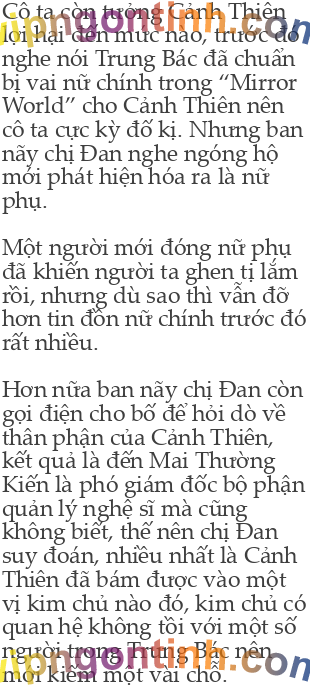 Cô ta còn tưởng Cảnh Thiên
lợi hại đến mức nào, trước đó
nghe nói Trung Bác đã chuẩn
bị vai nữ chính trong “Mirror
World” cho Cảnh Thiên nên
cô ta cực kỳ đố kị. Nhưng ban
nãy chị Đan nghe ngóng hộ
mới phát hiện hóa ra là nữ
phụ.
Một người mới đóng nữ phụ
đã khiến người ta ghen tị lắm
rồi, nhưng dù sao thì vẫn đỡ
hơn tin đồn nữ chính trước đó
rất nhiều.
Hơn nữa ban nãy chị Đan còn
gọi điện cho bố để hỏi dò về
thân phận của Cảnh Thiên,
kết quả là đến Mai Thường
Kiến là phó giám đốc bộ phận
quản lý nghệ sĩ mà cũng
không biết, thế nên chị Đan
suy đoán, nhiều nhất là Cảnh
Thiên đã bám được vào một
vị kim chủ nào đó, kim chủ có
quan hệ không tồi với một số
người trong Trung Bác nên
mới kiếm một vai chỗ.
vipngontinh.com
vipngontinh.com